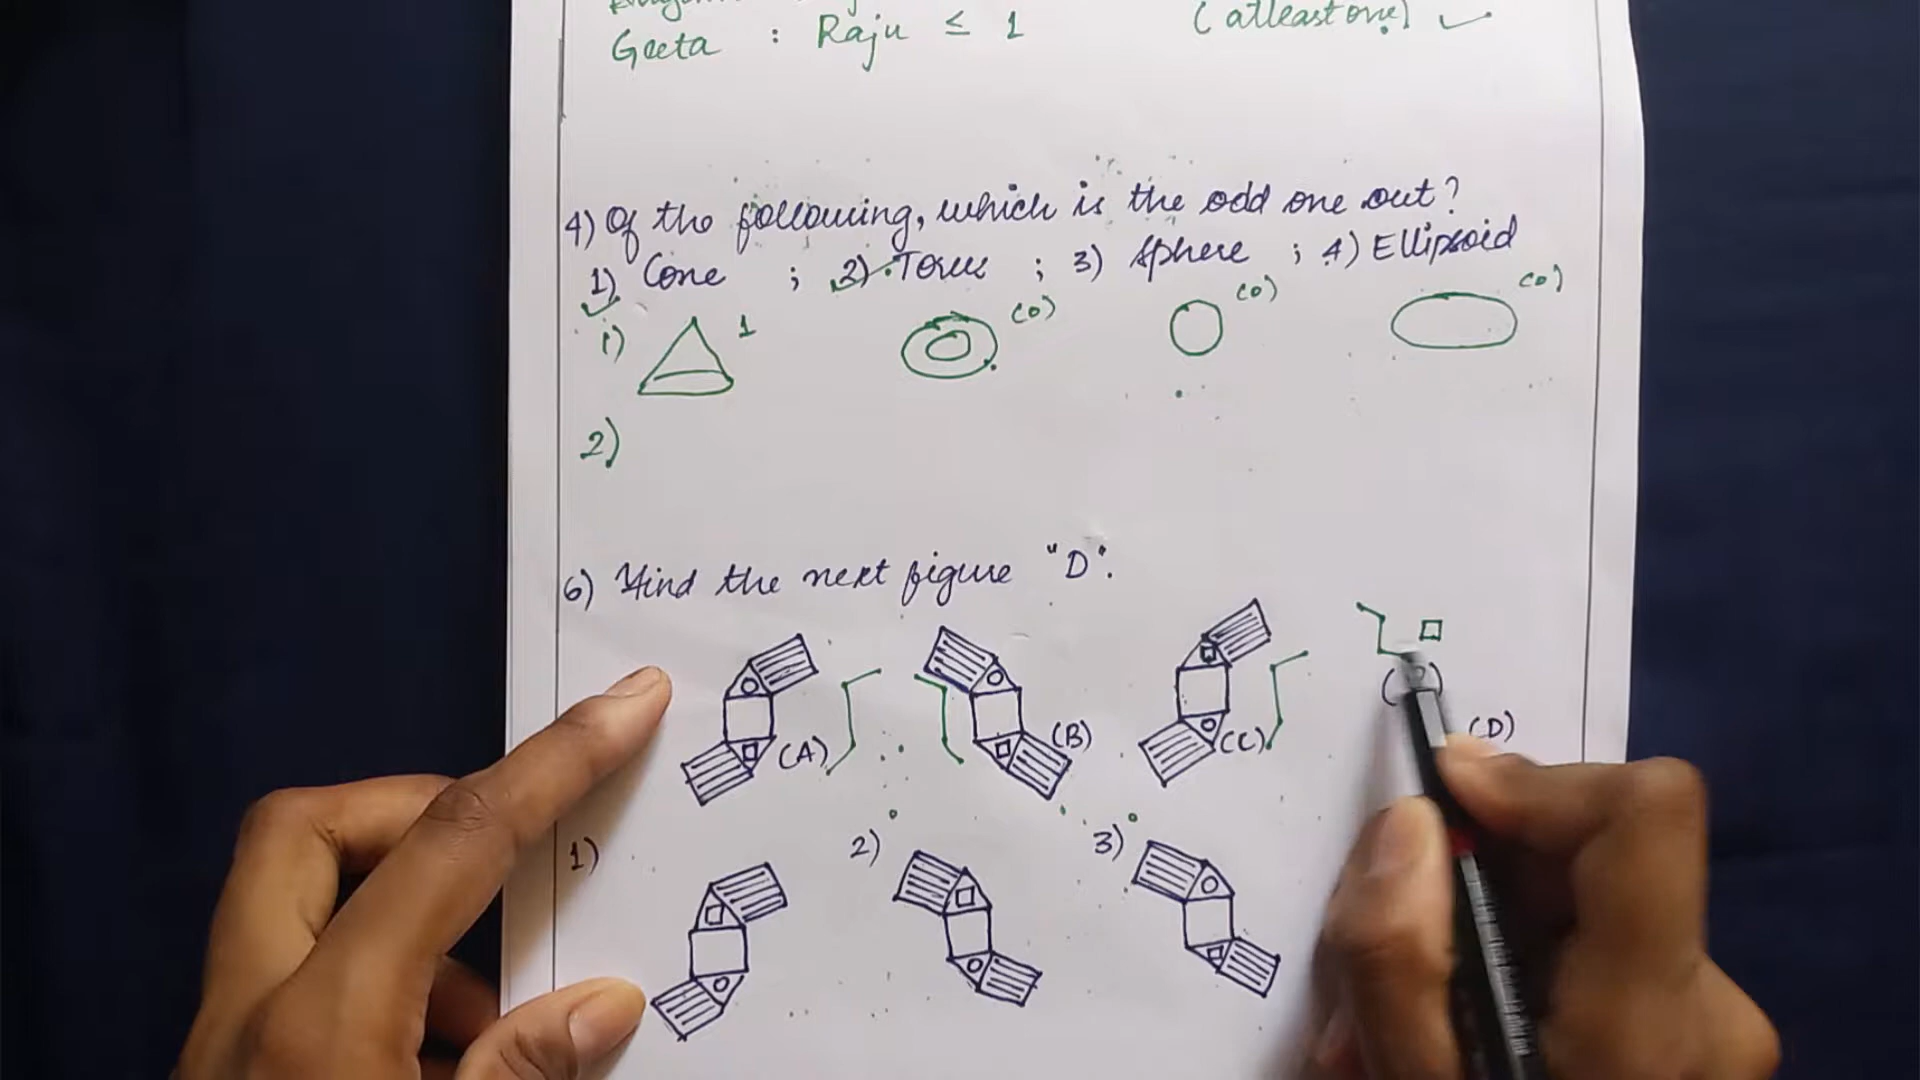 Geeta : Raju ≤ 1 (atleast one)
4) Of the following, which is the odd one out?
1) Cone ; 2) Torus ; 3) Sphere ; 4) Ellipsoid
1) 1 (0) (0) (0)
2)
6) Find the next figure "D".
(A) (B) (C) (D)
1) 2) 3)